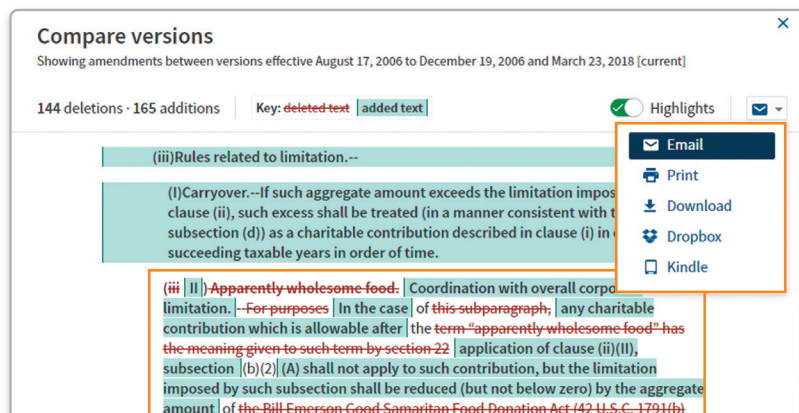 Compare versions
Showing amendments between versions effective August 17, 2006 to December 19, 2006 and March 23, 2018 [current]
144 deletions · 165 additions Key: deleted text added text Highlights
Email
Print
Download
Dropbox
Kindle
(iii)Rules related to limitation.--
(I)Carryover.--If such aggregate amount exceeds the limitation
clause (ii), such excess shall be treated (in a manner consistent with
subsection (d)) as a charitable contribution described in clause (i) in
succeeding taxable years in order of time.
(iii II ) Apparently wholesome food. Coordination with overall
limitation. --For purposes In the case of this subparagraph, any charitable
contribution which is allowable after the term “apparently wholesome food” has
the meaning given to such term by section 22 application of clause (ii)(II),
subsection (b)(2) (A) shall not apply to such contribution, but the limitation
imposed by such subsection shall be reduced (but not below zero) by the aggregate
amount of the Bill Emerson Good Samaritan Food Donation Act (42 U.S.C. 1791(b)